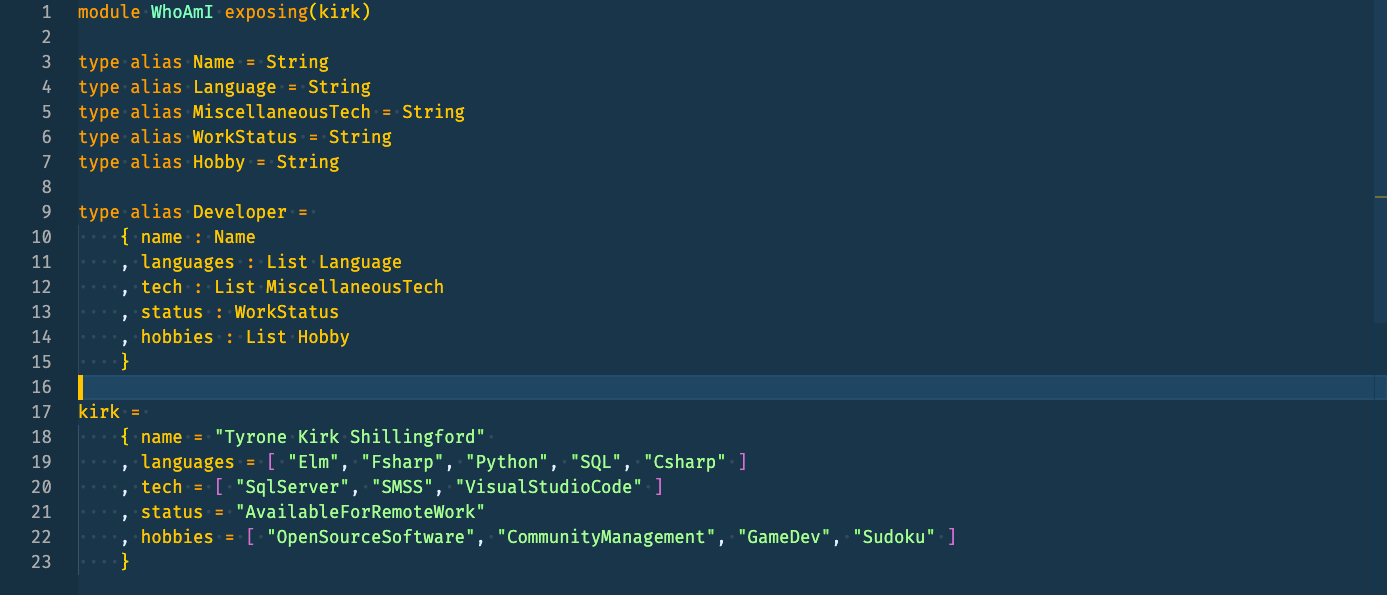 1 module WhoAmI exposing(kirk)
2
3 type alias Name = String
4 type alias Language = String
5 type alias MiscellaneousTech = String
6 type alias WorkStatus = String
7 type alias Hobby = String
8
9 type alias Developer =
10     { name : Name
11     , languages : List Language
12     , tech : List MiscellaneousTech
13     , status : WorkStatus
14     , hobbies : List Hobby
15     }
16
17 kirk =
18     { name = "Tyrone Kirk Shillingford"
19     , languages = [ "Elm", "Fsharp", "Python", "SQL", "Csharp" ]
20     , tech = [ "SqlServer", "SMSS", "VisualStudioCode" ]
21     , status = "AvailableForRemoteWork"
22     , hobbies = [ "OpenSourceSoftware", "CommunityManagement", "GameDev", "Sudoku" ]
23     }